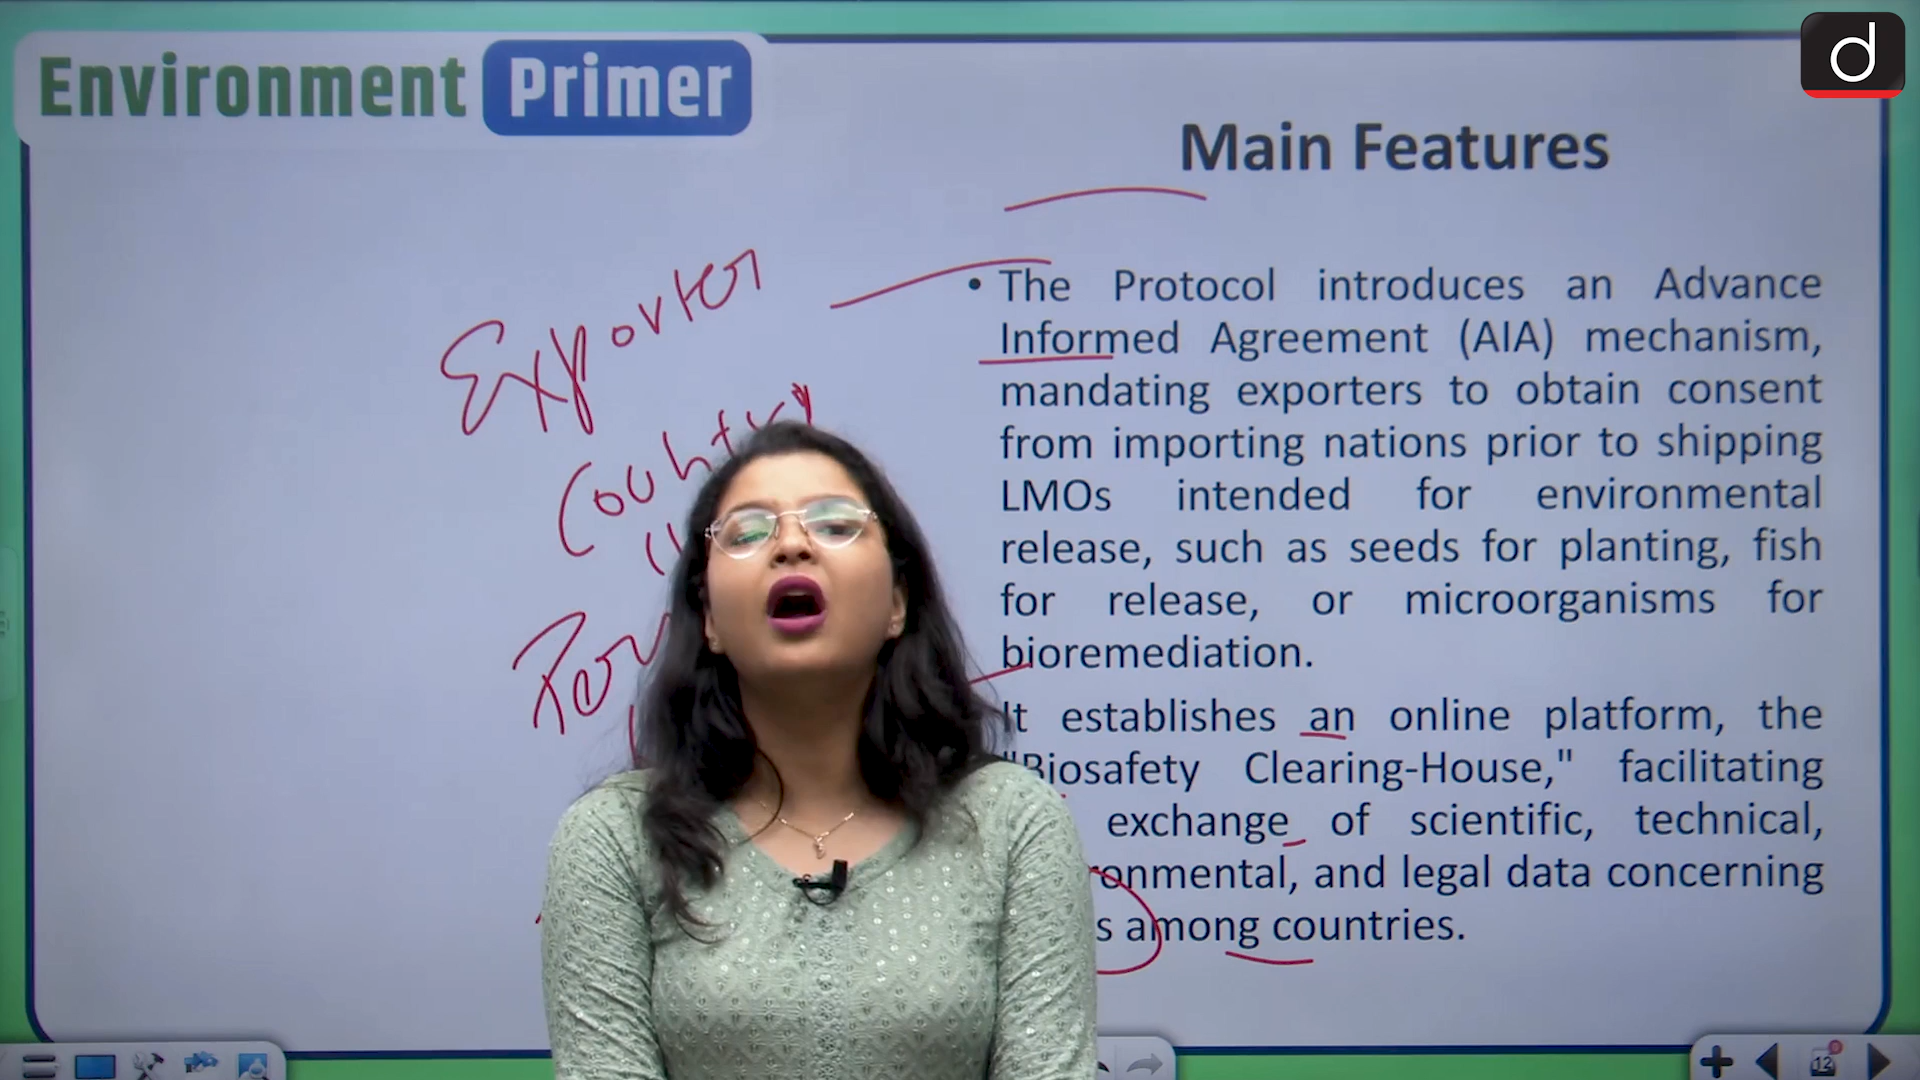 Environment Primer
d
Main Features
Exporter
Country
• The Protocol introduces an Advance
Informed Agreement (AIA) mechanism,
mandating exporters to obtain consent
from importing nations prior to shipping
LMOs intended for environmental
release, such as seeds for planting, fish
for release, or microorganisms for
bioremediation.
It establishes an online platform, the
"Biosafety Clearing-House," facilitating
exchange of scientific, technical,
and legal data concerning
among countries.
12